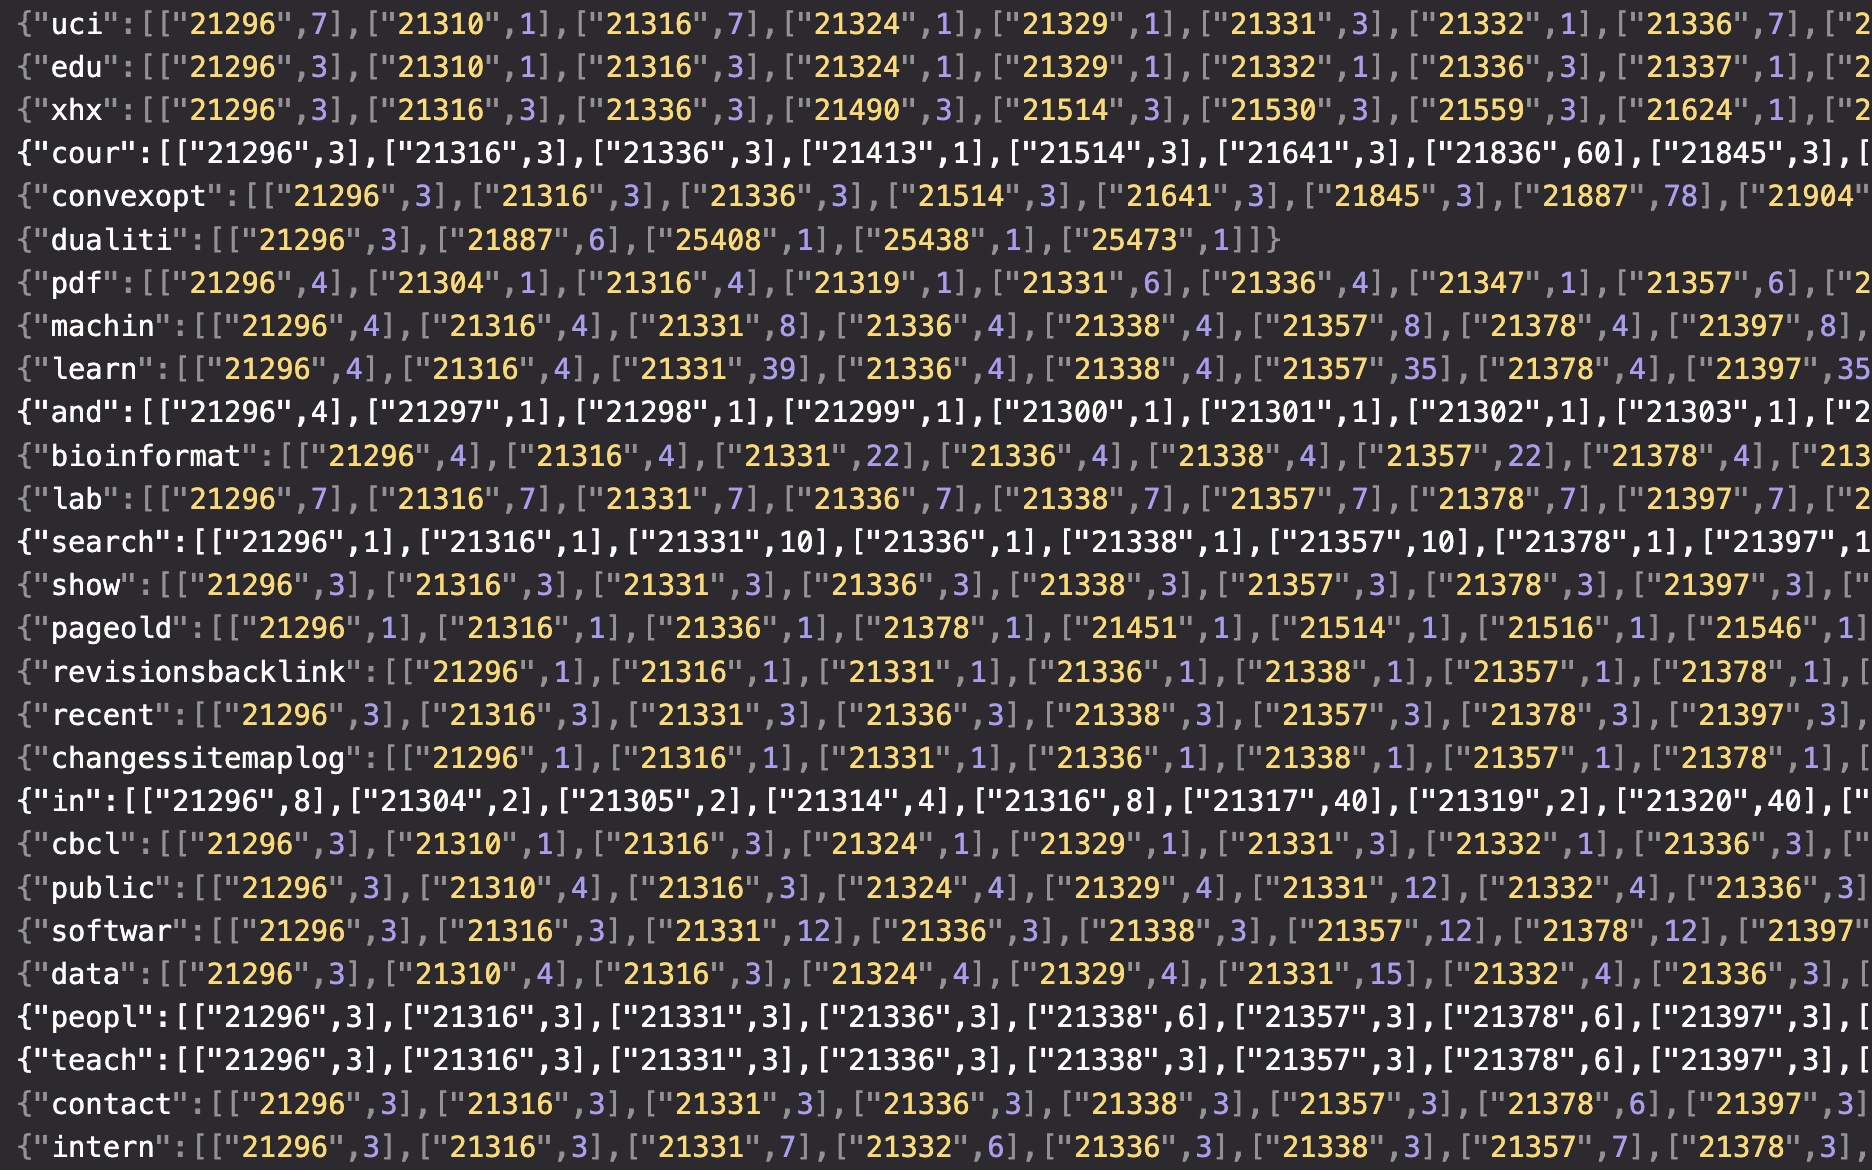 {"uci":[["21296",7],["21310",1],["21316",7],["21324",1],["21329",1],["21331",3],["21332",1],["21336",7],["2
{"edu":[["21296",3],["21310",1],["21316",3],["21324",1],["21329",1],["21332",1],["21336",3],["21337",1],["2
{"xhx":[["21296",3],["21316",3],["21336",3],["21490",3],["21514",3],["21530",3],["21559",3],["21624",1],["2
{"cour":[["21296",3],["21316",3],["21336",3],["21413",1],["21514",3],["21641",3],["21836",60],["21845",3],[
{"convexopt":[["21296",3],["21316",3],["21336",3],["21514",3],["21641",3],["21845",3],["21887",78],["21904"
{"dualiti":[["21296",3],["21887",6],["25408",1],["25438",1],["25473",1]]}
{"pdf":[["21296",4],["21304",1],["21316",4],["21319",1],["21331",6],["21336",4],["21347",1],["21357",6],["2
{"machin":[["21296",4],["21316",4],["21331",8],["21336",4],["21338",4],["21357",8],["21378",4],["21397",8],
{"learn":[["21296",4],["21316",4],["21331",39],["21336",4],["21338",4],["21357",35],["21378",4],["21397",35
{"and":[["21296",4],["21297",1],["21298",1],["21299",1],["21300",1],["21301",1],["21302",1],["21303",1],["2
{"bioinformat":[["21296",4],["21316",4],["21331",22],["21336",4],["21338",4],["21357",22],["21378",4],["213
{"lab":[["21296",7],["21316",7],["21331",7],["21336",7],["21338",7],["21357",7],["21378",7],["21397",7],["2
{"search":[["21296",1],["21316",1],["21331",10],["21336",1],["21338",1],["21357",10],["21378",1],["21397",1
{"show":[["21296",3],["21316",3],["21331",3],["21336",3],["21338",3],["21357",3],["21378",3],["21397",3],["
{"pageold":[["21296",1],["21316",1],["21336",1],["21378",1],["21451",1],["21514",1],["21516",1],["21546",1]
{"revisionsbacklink":[["21296",1],["21316",1],["21331",1],["21336",1],["21338",1],["21357",1],["21378",1],[
{"recent":[["21296",3],["21316",3],["21331",3],["21336",3],["21338",3],["21357",3],["21378",3],["21397",3],
{"changessitemaplog":[["21296",1],["21316",1],["21331",1],["21336",1],["21338",1],["21357",1],["21378",1],[
{"in":[["21296",8],["21304",2],["21305",2],["21314",4],["21316",8],["21317",40],["21319",2],["21320",40],["
{"cbcl":[["21296",3],["21310",1],["21316",3],["21324",1],["21329",1],["21331",3],["21332",1],["21336",3],["
{"public":[["21296",3],["21310",4],["21316",3],["21324",4],["21329",4],["21331",12],["21332",4],["21336",3]
{"softwar":[["21296",3],["21316",3],["21331",12],["21336",3],["21338",3],["21357",12],["21378",12],["21397"
{"data":[["21296",3],["21310",4],["21316",3],["21324",4],["21329",4],["21331",15],["21332",4],["21336",3],[
{"peopl":[["21296",3],["21316",3],["21331",3],["21336",3],["21338",6],["21357",3],["21378",6],["21397",3],[
{"teach":[["21296",3],["21316",3],["21331",3],["21336",3],["21338",3],["21357",3],["21378",6],["21397",3],[
{"contact":[["21296",3],["21316",3],["21331",3],["21336",3],["21338",3],["21357",3],["21378",6],["21397",3]
{"intern":[["21296",3],["21316",3],["21331",7],["21332",6],["21336",3],["21338",3],["21357",7],["21378",3],